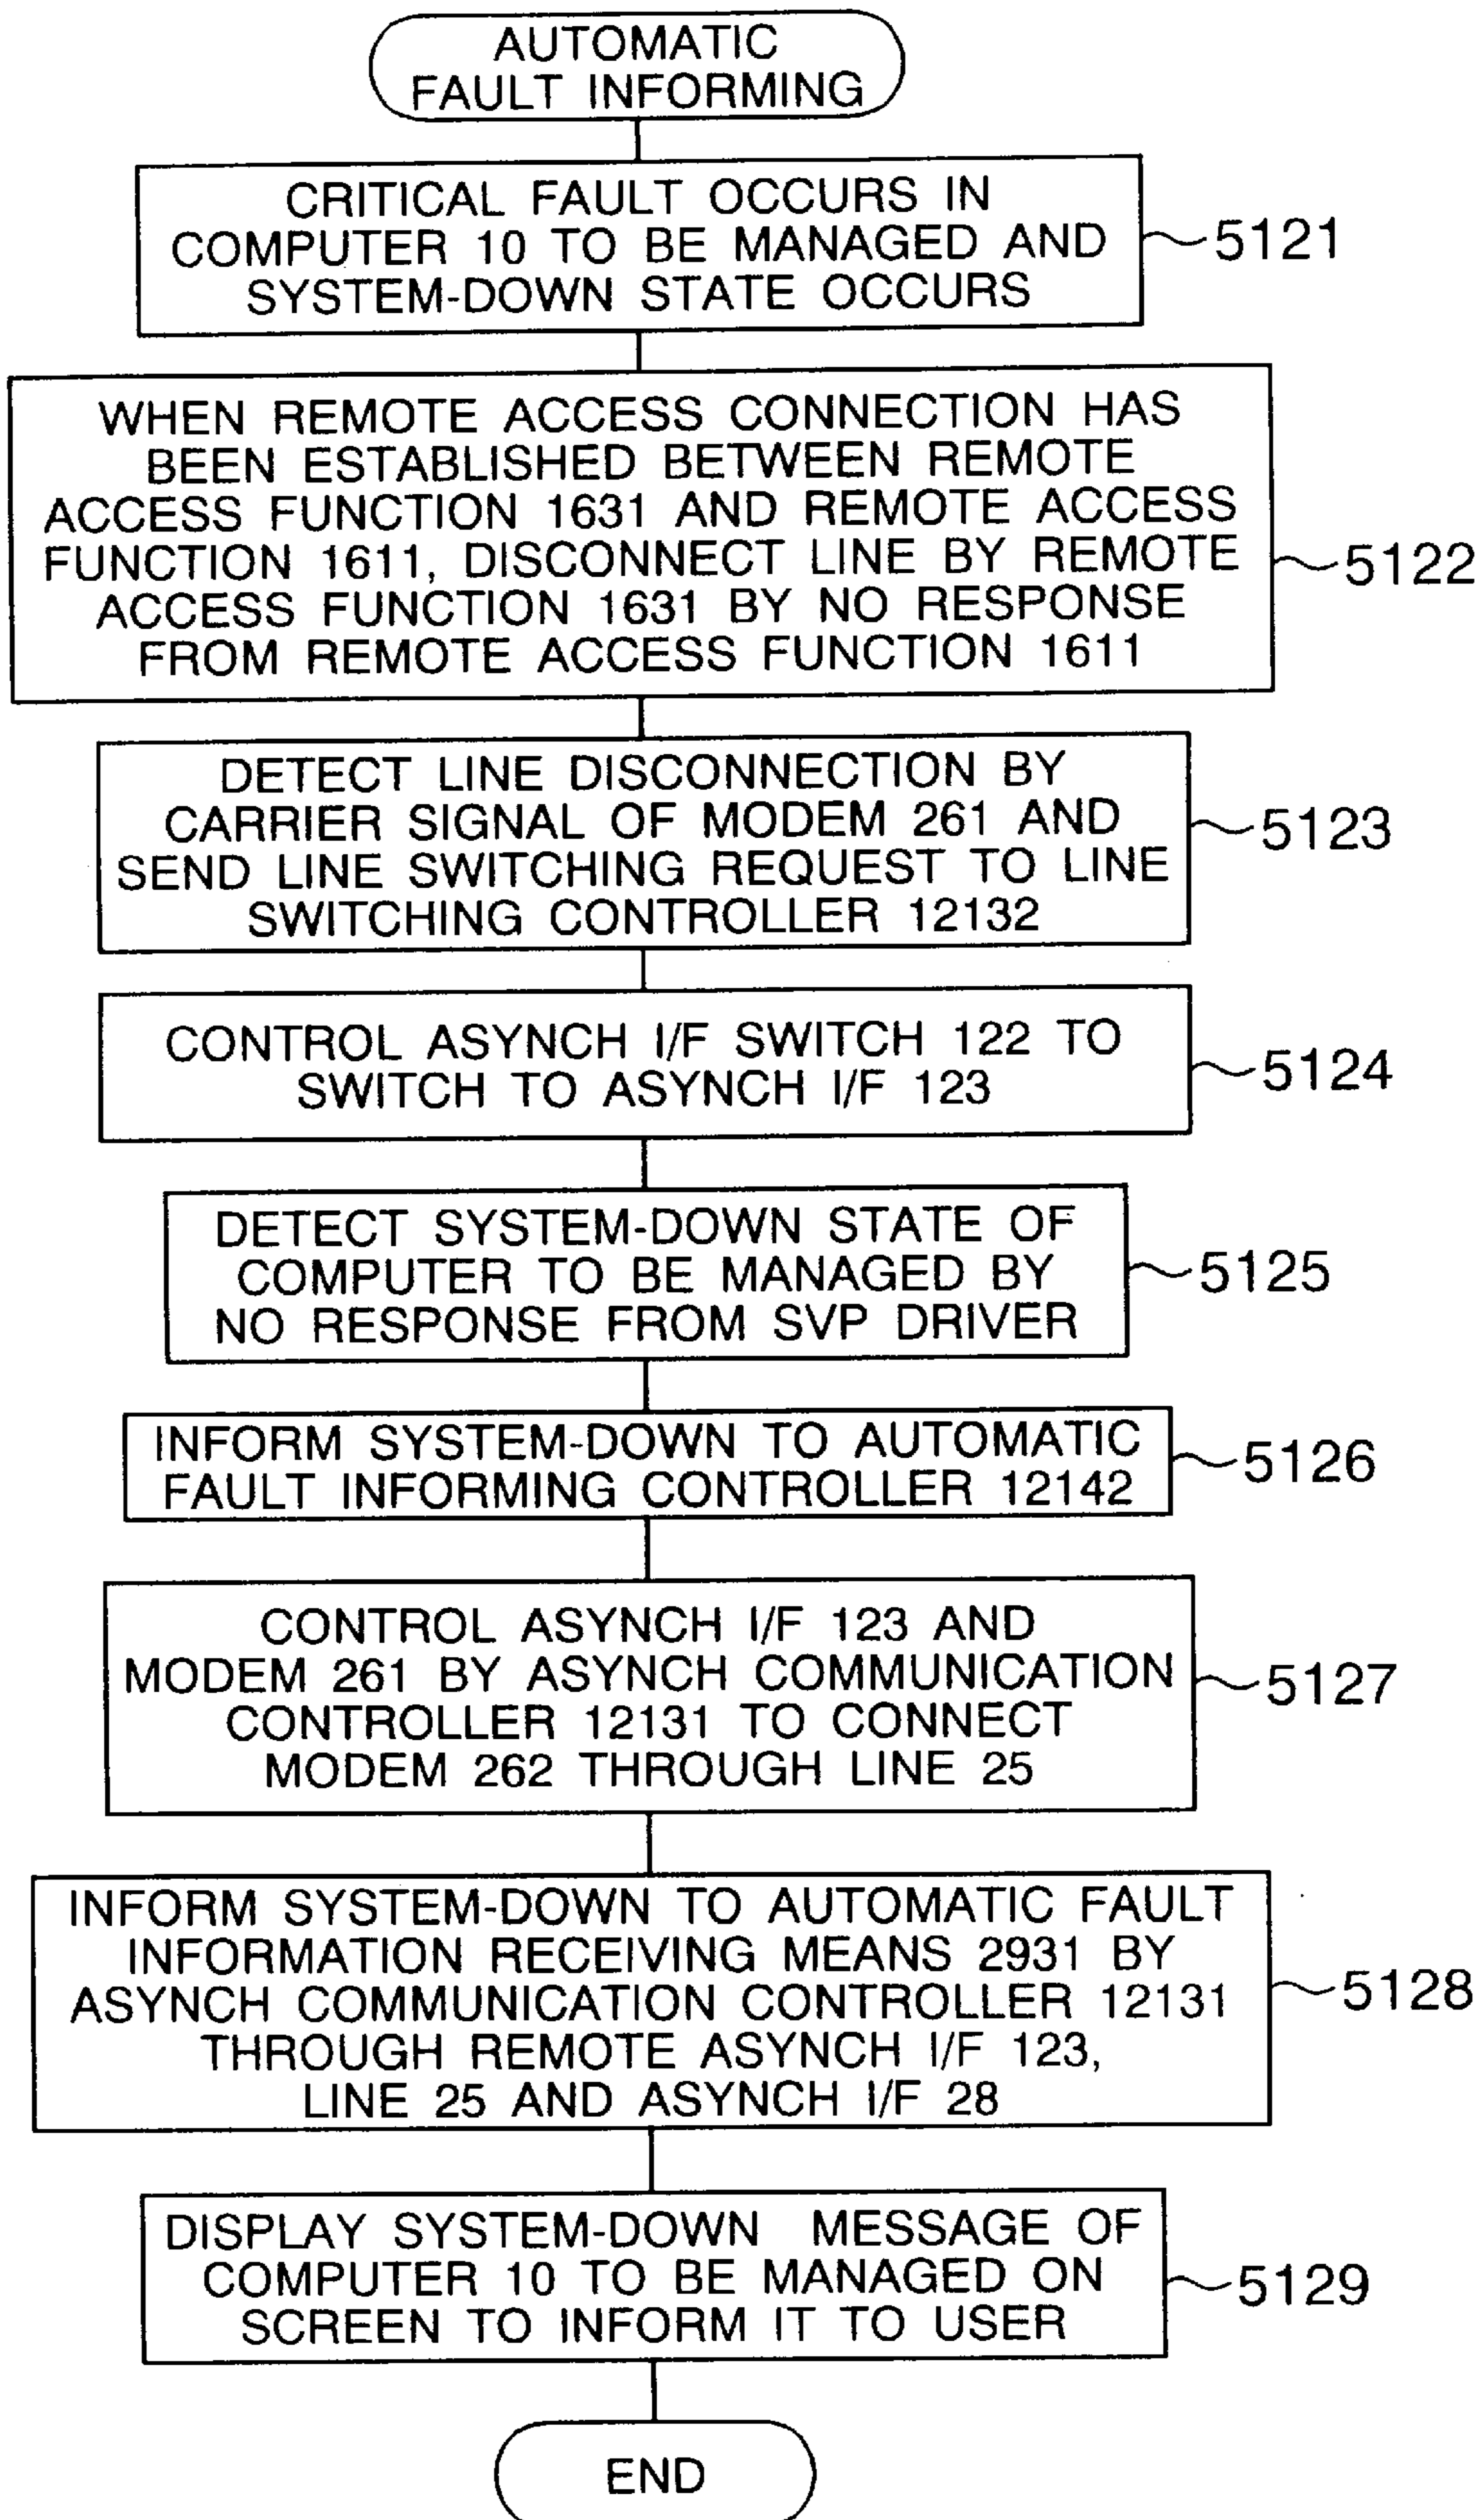 AUTOMATIC
FAULT INFORMING
CRITICAL FAULT OCCURS IN
COMPUTER 10 TO BE MANAGED AND
SYSTEM-DOWN STATE OCCURS
5121
WHEN REMOTE ACCESS CONNECTION HAS
BEEN ESTABLISHED BETWEEN REMOTE
ACCESS FUNCTION 1631 AND REMOTE ACCESS
FUNCTION 1611, DISCONNECT LINE BY REMOTE
ACCESS FUNCTION 1631 BY NO RESPONSE
FROM REMOTE ACCESS FUNCTION 1611
5122
DETECT LINE DISCONNECTION BY
CARRIER SIGNAL OF MODEM 261 AND
SEND LINE SWITCHING REQUEST TO LINE
SWITCHING CONTROLLER 12132
5123
CONTROL ASYNCH I/F SWITCH 122 TO
SWITCH TO ASYNCH I/F 123
5124
DETECT SYSTEM-DOWN STATE OF
COMPUTER TO BE MANAGED BY
NO RESPONSE FROM SVP DRIVER
5125
INFORM SYSTEM-DOWN TO AUTOMATIC
FAULT INFORMING CONTROLLER 12142
5126
CONTROL ASYNCH I/F 123 AND
MODEM 261 BY ASYNCH COMMUNICATION
CONTROLLER 12131 TO CONNECT
MODEM 262 THROUGH LINE 25
5127
INFORM SYSTEM-DOWN TO AUTOMATIC FAULT
INFORMATION RECEIVING MEANS 2931 BY
ASYNCH COMMUNICATION CONTROLLER 12131
THROUGH REMOTE ASYNCH I/F 123,
LINE 25 AND ASYNCH I/F 28
5128
DISPLAY SYSTEM-DOWN MESSAGE OF
COMPUTER 10 TO BE MANAGED ON
SCREEN TO INFORM IT TO USER
5129
END